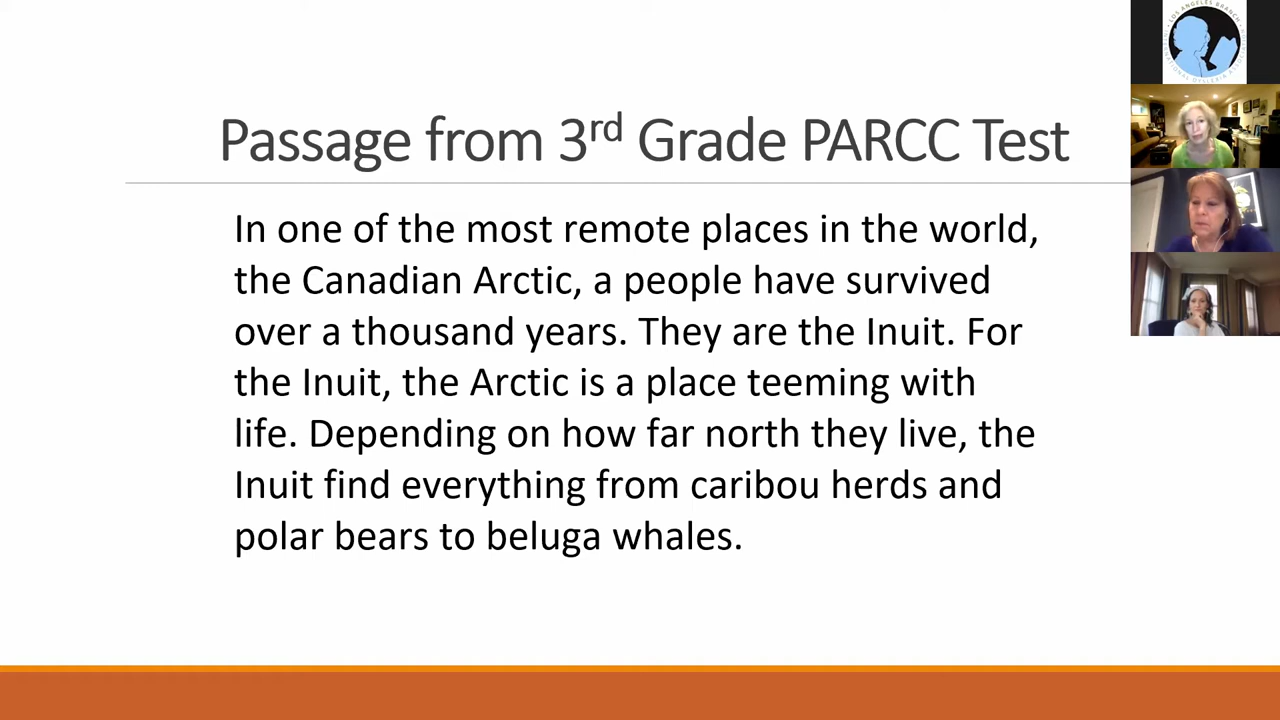 Passage from 3rd Grade PARCC Test
In one of the most remote places in the world,
the Canadian Arctic, a people have survived
over a thousand years. They are the Inuit. For
the Inuit, the Arctic is a place teeming with
life. Depending on how far north they live, the
Inuit find everything from caribou herds and
polar bears to beluga whales.
LOS ANGELES BRANCH